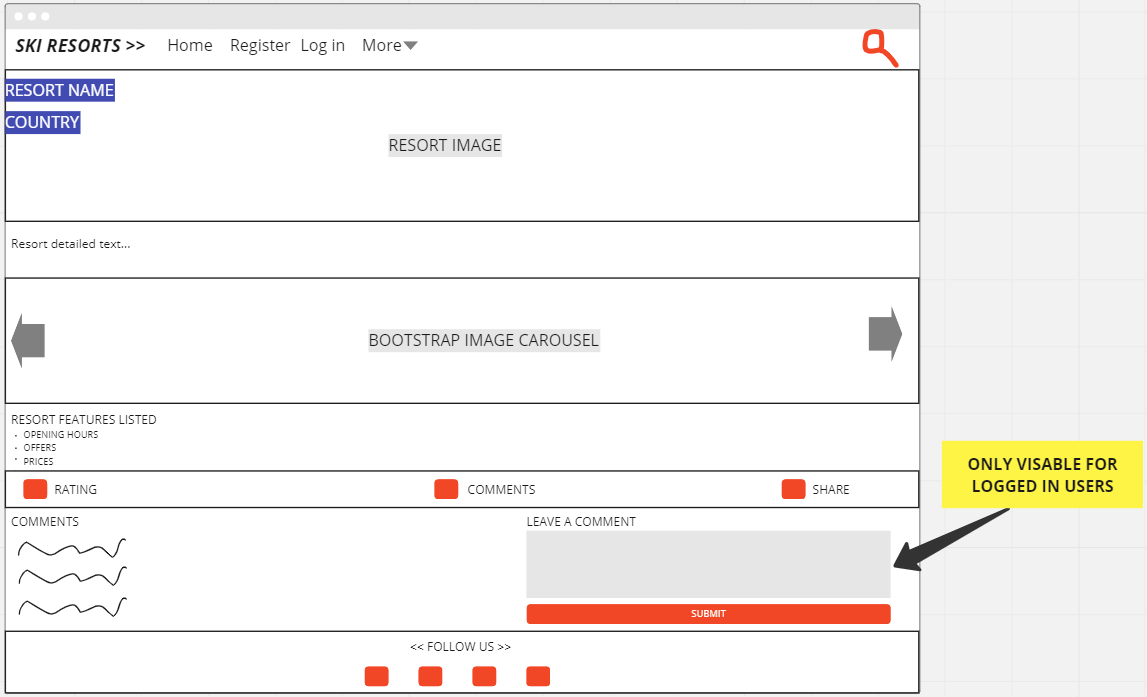 SKI RESORTS >> Home Register Log in More
RESORT NAME
COUNTRY
RESORT IMAGE
Resort detailed text...
BOOTSTRAP IMAGE CAROUSEL
RESORT FEATURES LISTED
· OPENING HOURS
· OFFERS
· PRICES
RATING COMMENTS SHARE
ONLY VISABLE FOR
LOGGED IN USERS
COMMENTS
LEAVE A COMMENT
SUBMIT
<< FOLLOW US >>